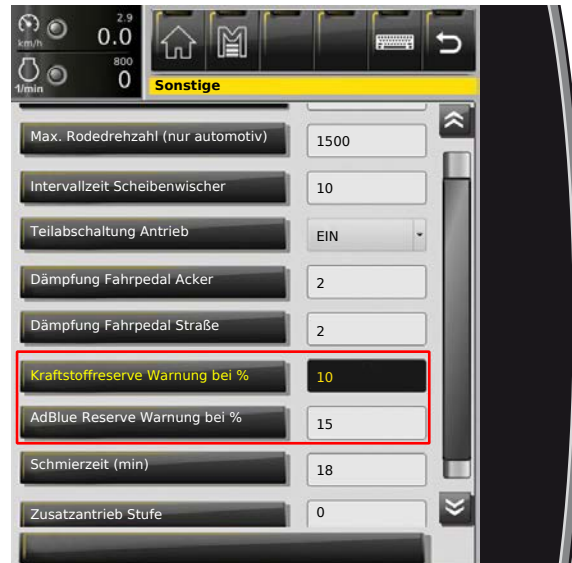 2.9
km/h 0.0
800
1/min 0
Sonstige
Max. Rodedrehzahl (nur automotiv) 1500
Intervallzeit Scheibenwischer 10
Teilabschaltung Antrieb EIN
Dämpfung Fahrpedal Acker 2
Dämpfung Fahrpedal Straße 2
Kraftstoffreserve Warnung bei % 10
AdBlue Reserve Warnung bei % 15
Schmierzeit (min) 18
Zusatzantrieb Stufe 0